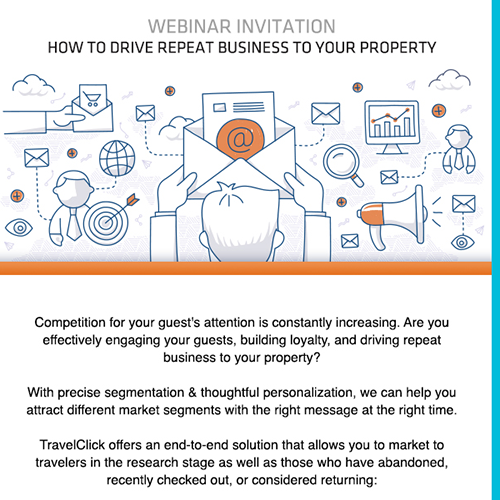 WEBINAR INVITATION
HOW TO DRIVE REPEAT BUSINESS TO YOUR PROPERTY
@
Competition for your guest's attention is constantly increasing. Are you
effectively engaging your guests, building loyalty, and driving repeat
business to your property?
With precise segmentation & thoughtful personalization, we can help you
attract different market segments with the right message at the right time.
TravelClick offers an end-to-end solution that allows you to market to
travelers in the research stage as well as those who have abandoned,
recently checked out, or considered returning: